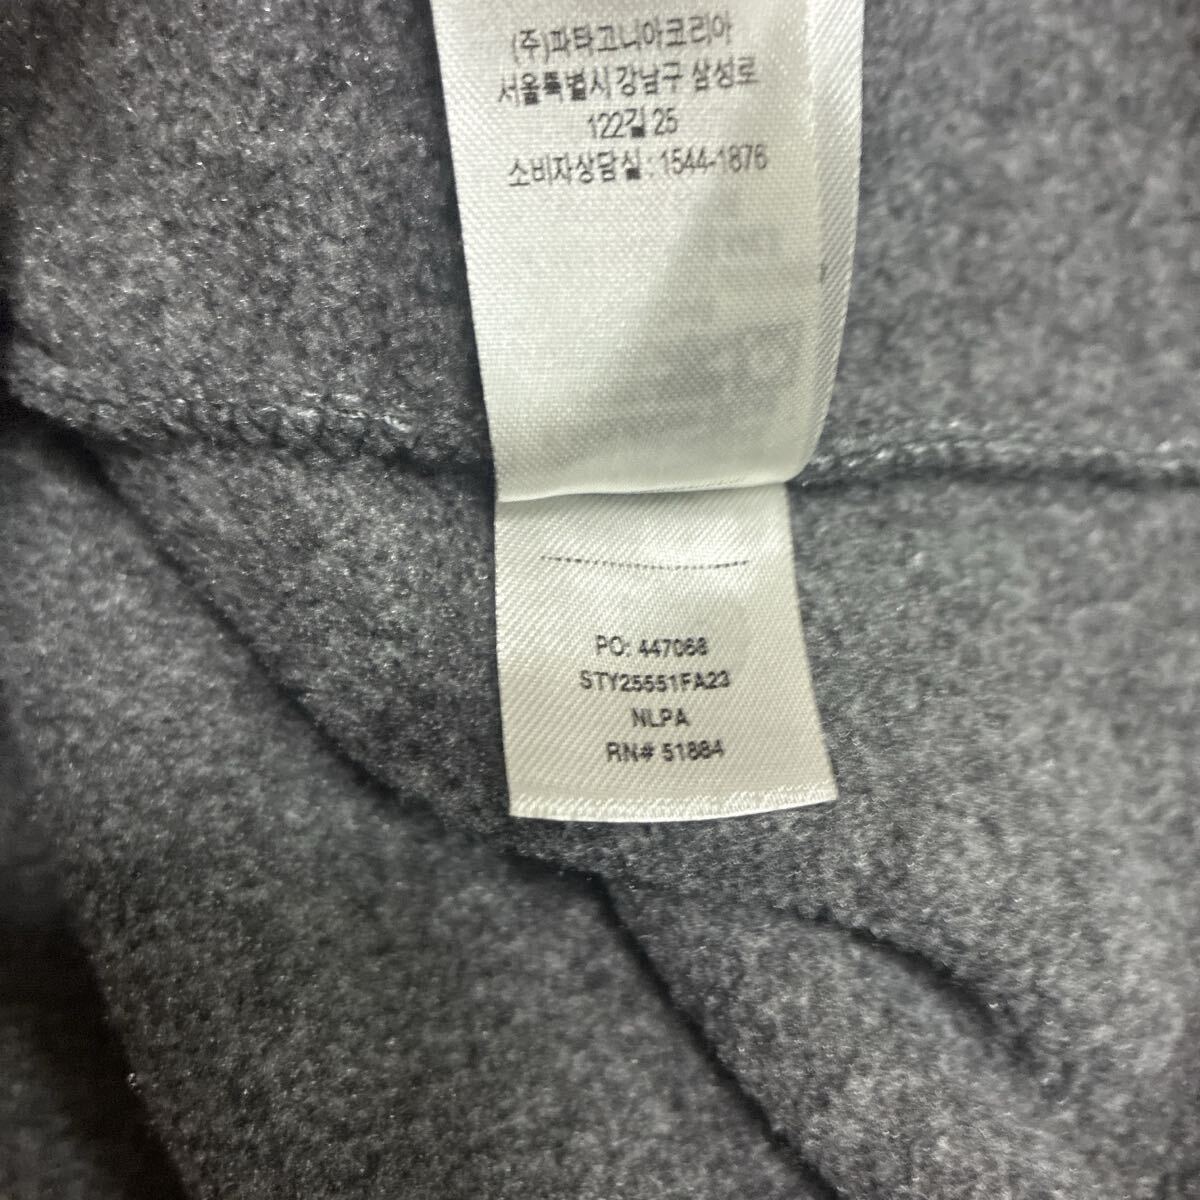 (주)파타고니아코리아
서울특별시 강남구 삼성로
122길 25
소비자상담실 : 1544-1876
PO: 447068
STY25551FA23
NLPA
RN# 51884